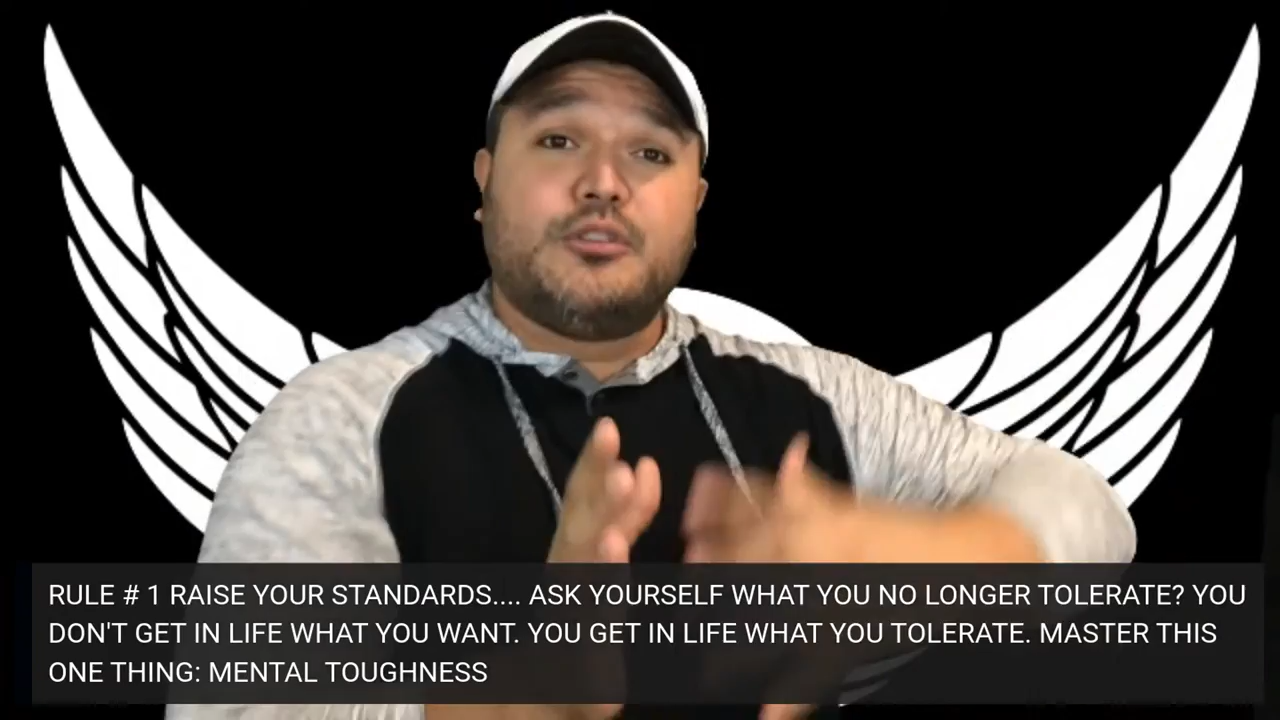 RULE # 1 RAISE YOUR STANDARDS.... ASK YOURSELF WHAT YOU NO LONGER TOLERATE? YOU
DON'T GET IN LIFE WHAT YOU WANT. YOU GET IN LIFE WHAT YOU TOLERATE. MASTER THIS
ONE THING: MENTAL TOUGHNESS